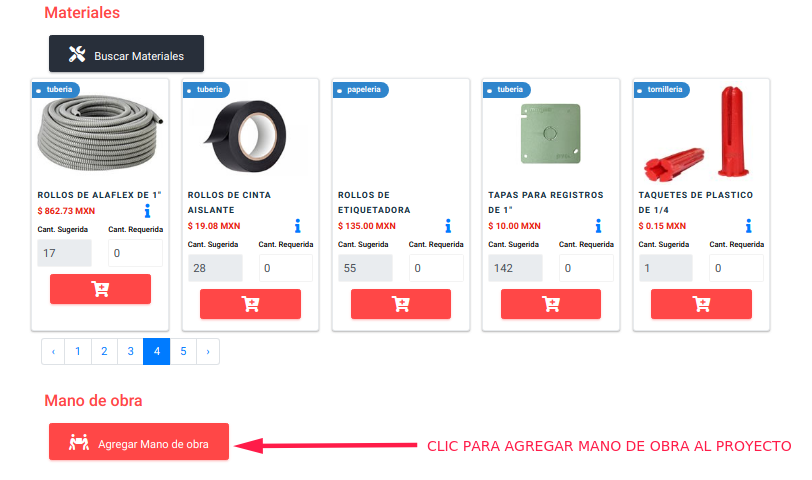 Materiales
Buscar Materiales
tuberia
ROLLOS DE ALAFLEX DE 1"
$ 862.73 MXN
Cant. Sugerida Cant. Requerida
17 0
tuberia
ROLLOS DE CINTA
AISLANTE
$ 19.08 MXN
Cant. Sugerida Cant. Requerida
28 0
papeleria
ROLLOS DE
ETIQUETADORA
$ 135.00 MXN
Cant. Sugerida Cant. Requerida
55 0
tuberia
TAPAS PARA REGISTROS
DE 1"
$ 10.00 MXN
Cant. Sugerida Cant. Requerida
142 0
tornilleria
TAQUETES DE PLASTICO
DE 1/4
$ 0.15 MXN
Cant. Sugerida Cant. Requerida
1 0
‹ 1 2 3 4 5 ›
Mano de obra
Agregar Mano de obra
CLIC PARA AGREGAR MANO DE OBRA AL PROYECTO